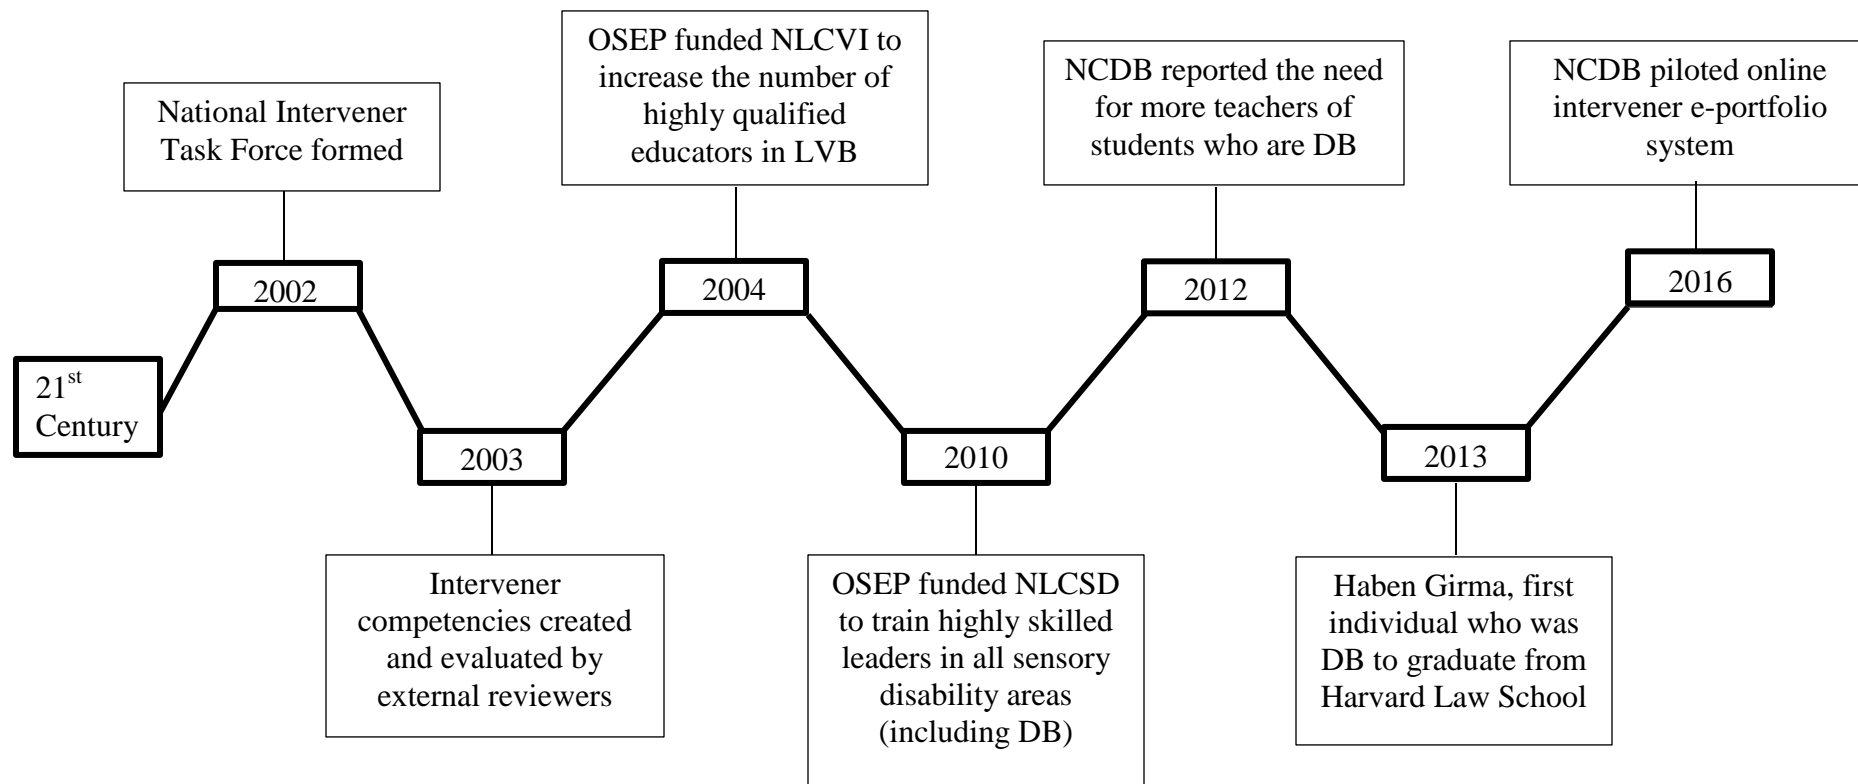 21st
Century
2002
National Intervener
Task Force formed
2003
Intervener
competencies created
and evaluated by
external reviewers
2004
OSEP funded NLCVI to
increase the number of
highly qualified
educators in LVB
2010
OSEP funded NLCSD
to train highly skilled
leaders in all sensory
disability areas
(including DB)
2012
NCDB reported the need
for more teachers of
students who are DB
2013
Haben Girma, first
individual who was
DB to graduate from
Harvard Law School
2016
NCDB piloted online
intervener e-portfolio
system